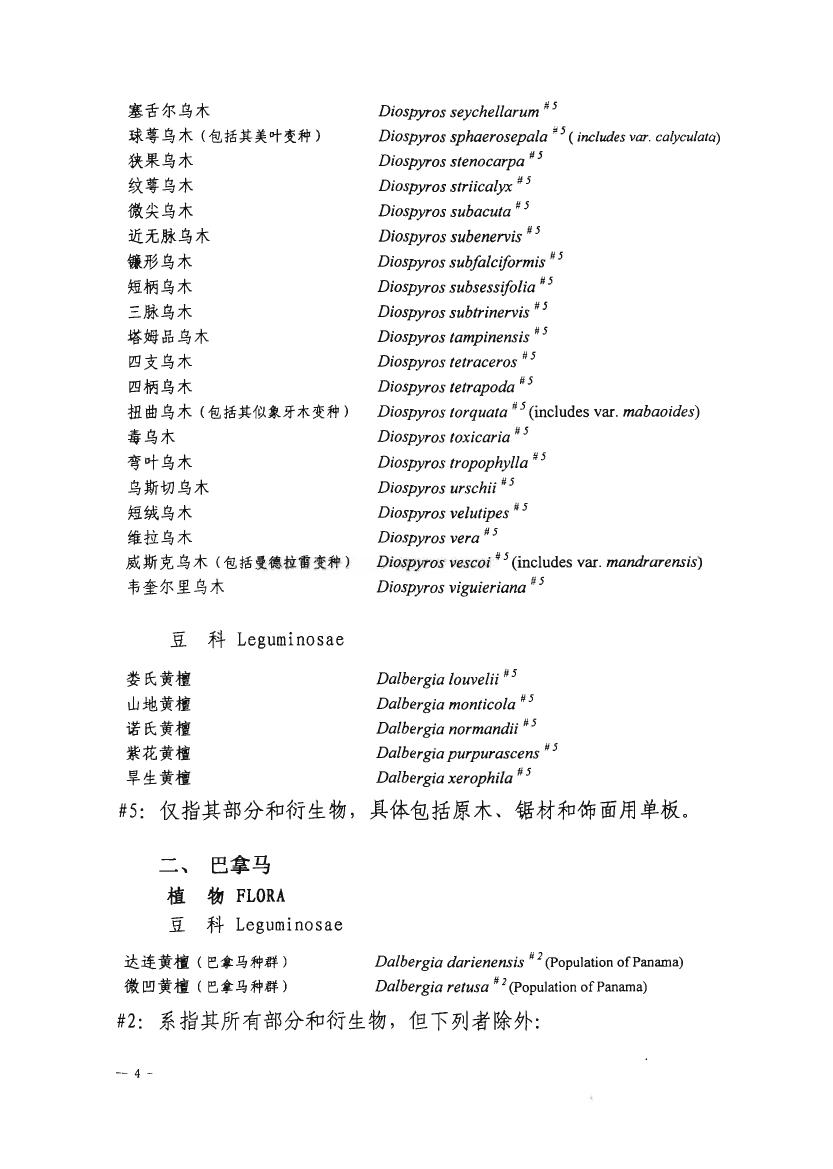 塞舌尔乌木 Diospyros seychellarum #5
球萼乌木(包括其美叶变种) Diospyros sphaerosepala #5 ( includes var. calyculata)
狭果乌木 Diospyros stenocarpa #5
纹萼乌木 Diospyros striicalyx #5
微尖乌木 Diospyros subacuta #5
近无脉乌木 Diospyros subenervis #5
镰形乌木 Diospyros subfalciformis #5
短柄乌木 Diospyros subsessifolia #5
三脉乌木 Diospyros subtrinervis #5
塔姆品乌木 Diospyros tampinensis #5
四支乌木 Diospyros tetraceros #5
四柄乌木 Diospyros tetrapoda #5
扭曲乌木(包括其似象牙木变种) Diospyros torquata #5 (includes var. mabaoides)
毒乌木 Diospyros toxicaria #5
弯叶乌木 Diospyros tropophylla #5
乌斯切乌木 Diospyros urschii #5
短绒乌木 Diospyros velutipes #5
维拉乌木 Diospyros vera #5
威斯克乌木(包括曼德拉雷变种) Diospyros vescoi #5 (includes var. mandrarensis)
韦奎尔里乌木 Diospyros viguieriana #5
豆 科 Leguminosae
娄氏黄檀 Dalbergia louvelii #5
山地黄檀 Dalbergia monticola #5
诺氏黄檀 Dalbergia normandii #5
紫花黄檀 Dalbergia purpurascens #5
旱生黄檀 Dalbergia xerophila #5
#5: 仅指其部分和衍生物,具体包括原木、锯材和饰面用单板。
二、 巴拿马
植 物 FLORA
豆 科 Leguminosae
达连黄檀(巴拿马种群) Dalbergia darienensis #2 (Population of Panama)
微凹黄檀(巴拿马种群) Dalbergia retusa #2 (Population of Panama)
#2: 系指其所有部分和衍生物,但下列者除外:
— 4 -